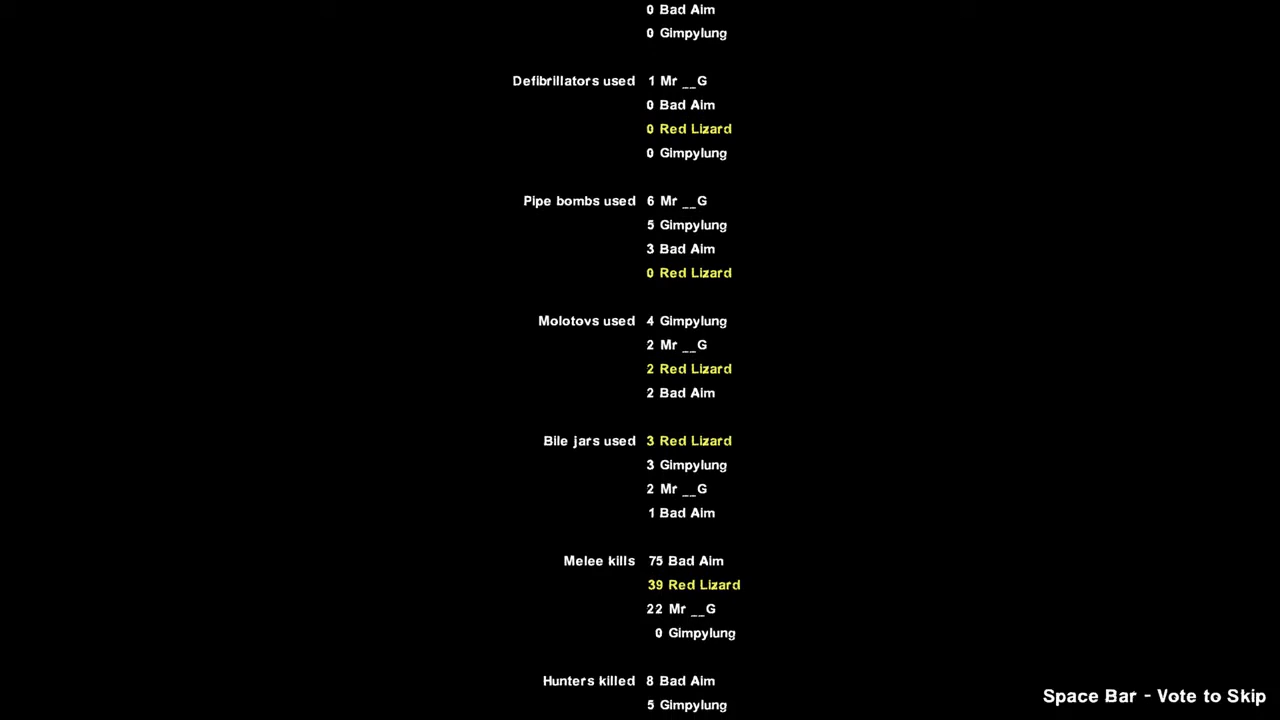 0 Bad Aim
0 Gimpylung
Defibrillators used 1 Mr __G
0 Bad Aim
0 Red Lizard
0 Gimpylung
Pipe bombs used 6 Mr __G
5 Gimpylung
3 Bad Aim
0 Red Lizard
Molotovs used 4 Gimpylung
2 Mr __G
2 Red Lizard
2 Bad Aim
Bile jars used 3 Red Lizard
3 Gimpylung
2 Mr __G
1 Bad Aim
Melee kills 75 Bad Aim
39 Red Lizard
22 Mr __G
0 Gimpylung
Hunters killed 8 Bad Aim
5 Gimpylung
Space Bar - Vote to Skip